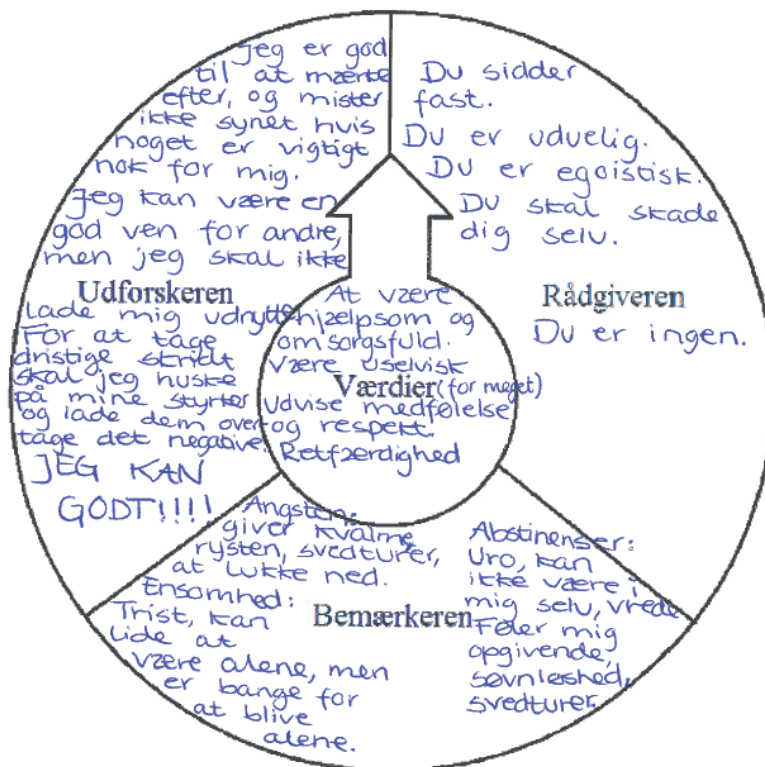 Jeg er god
til at mærke
efter, og mister
ikke synet hvis
noget er vigtigt
nok for mig.
Jeg kan være en
god ven for andre,
men jeg skal ikke
Udforskeren
lade mig udnytte.
For at tage
dristige skridt
skal jeg huske
på mine styrker
og lade dem over-
tage det negative.
JEG KAN
GODT!!!!
Du sidder
fast.
Du er uduelig.
Du er egoistisk.
Du skal skade
dig selv.
Rådgiveren
Du er ingen.
At være
hjælpsom og
omsorgsfuld.
Være uselvisk
Værdier (for meget)
Udvise medfølelse
og respekt.
Retfærdighed
Angsten:
giver kvalme,
rysten, svedturer,
at lukke ned.
Ensomhed:
Trist, kan
lide at
være alene, men
er bange for
at blive
alene.
Bemærkeren
Abstinenser:
Uro, kan
ikke være i
mig selv, vrede
Føler mig
opgivende,
søvnløshed,
svedturer.